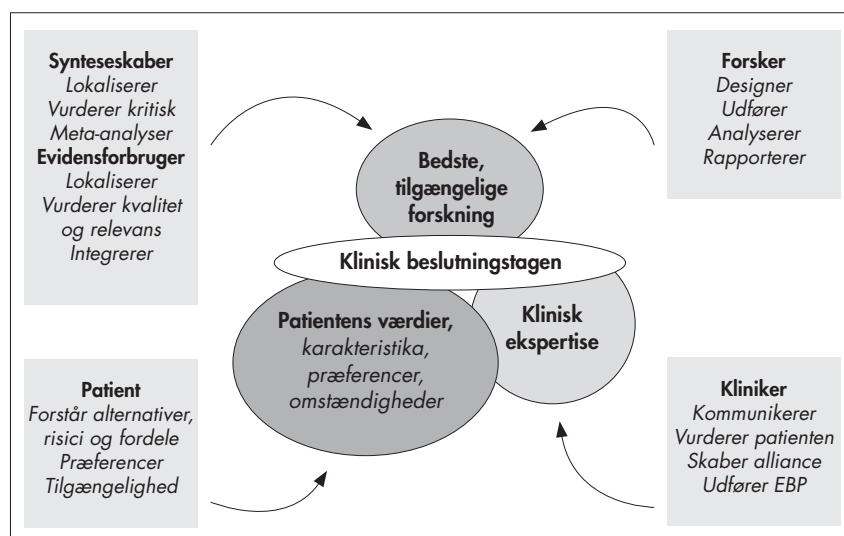 Synteseskaber
Lokaliserer
Vurderer kritisk
Meta-analyser
Evidensforbruger
Lokaliserer
Vurderer kvalitet
og relevans
Integrerer
Forsker
Designer
Udfører
Analyserer
Rapporterer
Bedste,
tilgængelige
forskning
Klinisk beslutningstagen
Patientens værdier,
karakteristika,
præferencer,
omstændigheder
Klinisk
ekspertise
Patient
Forstår alternativer,
risici og fordele
Præferencer
Tilgængelighed
Kliniker
Kommunikerer
Vurderer patienten
Skaber alliance
Udfører EBP